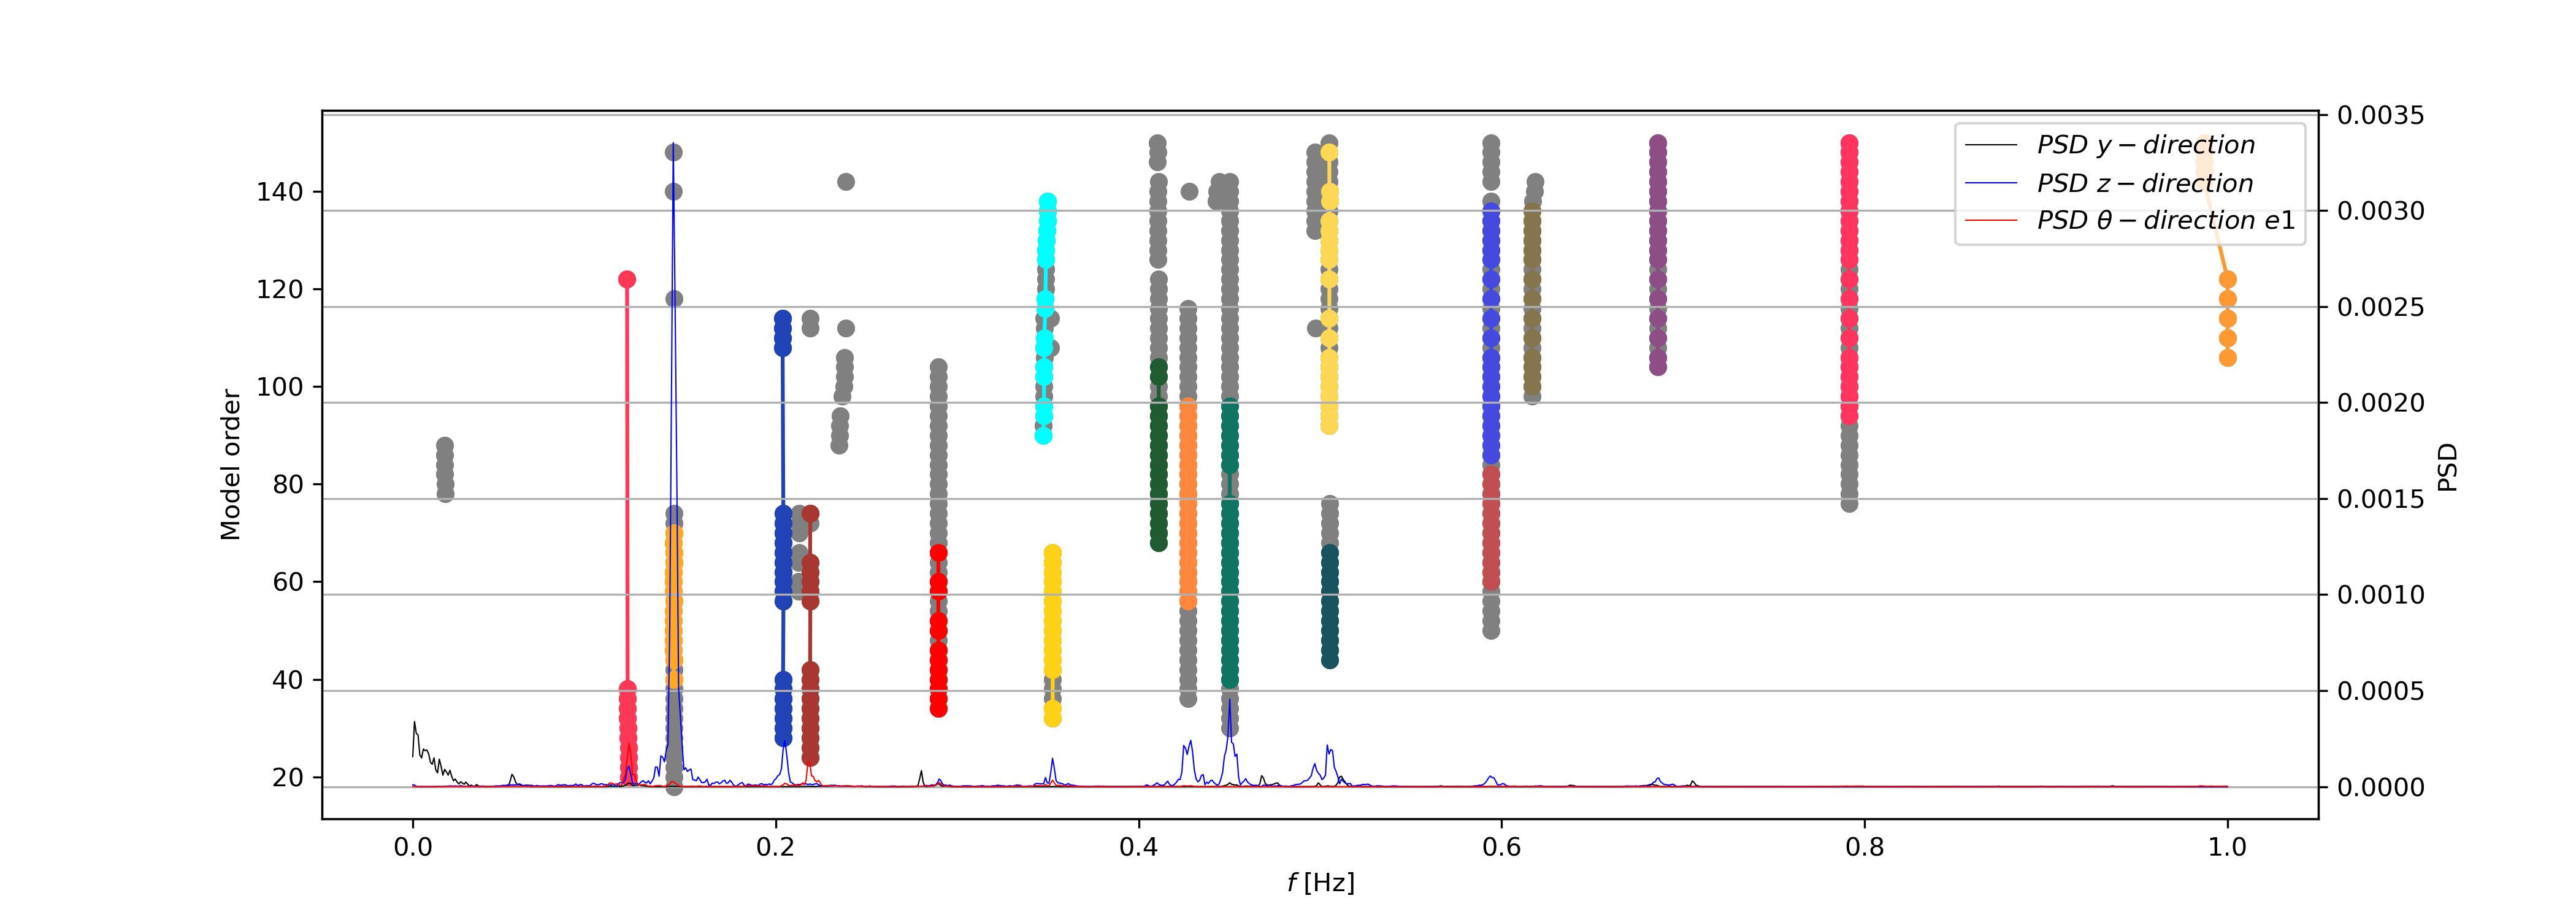 PSD y − direction
PSD z − direction
PSD θ − direction e1
Model order
140
120
100
80
60
40
20
0.0035
0.0030
0.0025
0.0020
0.0015
0.0010
0.0005
0.0000
PSD
0.0 0.2 0.4 0.6 0.8 1.0
f [Hz]